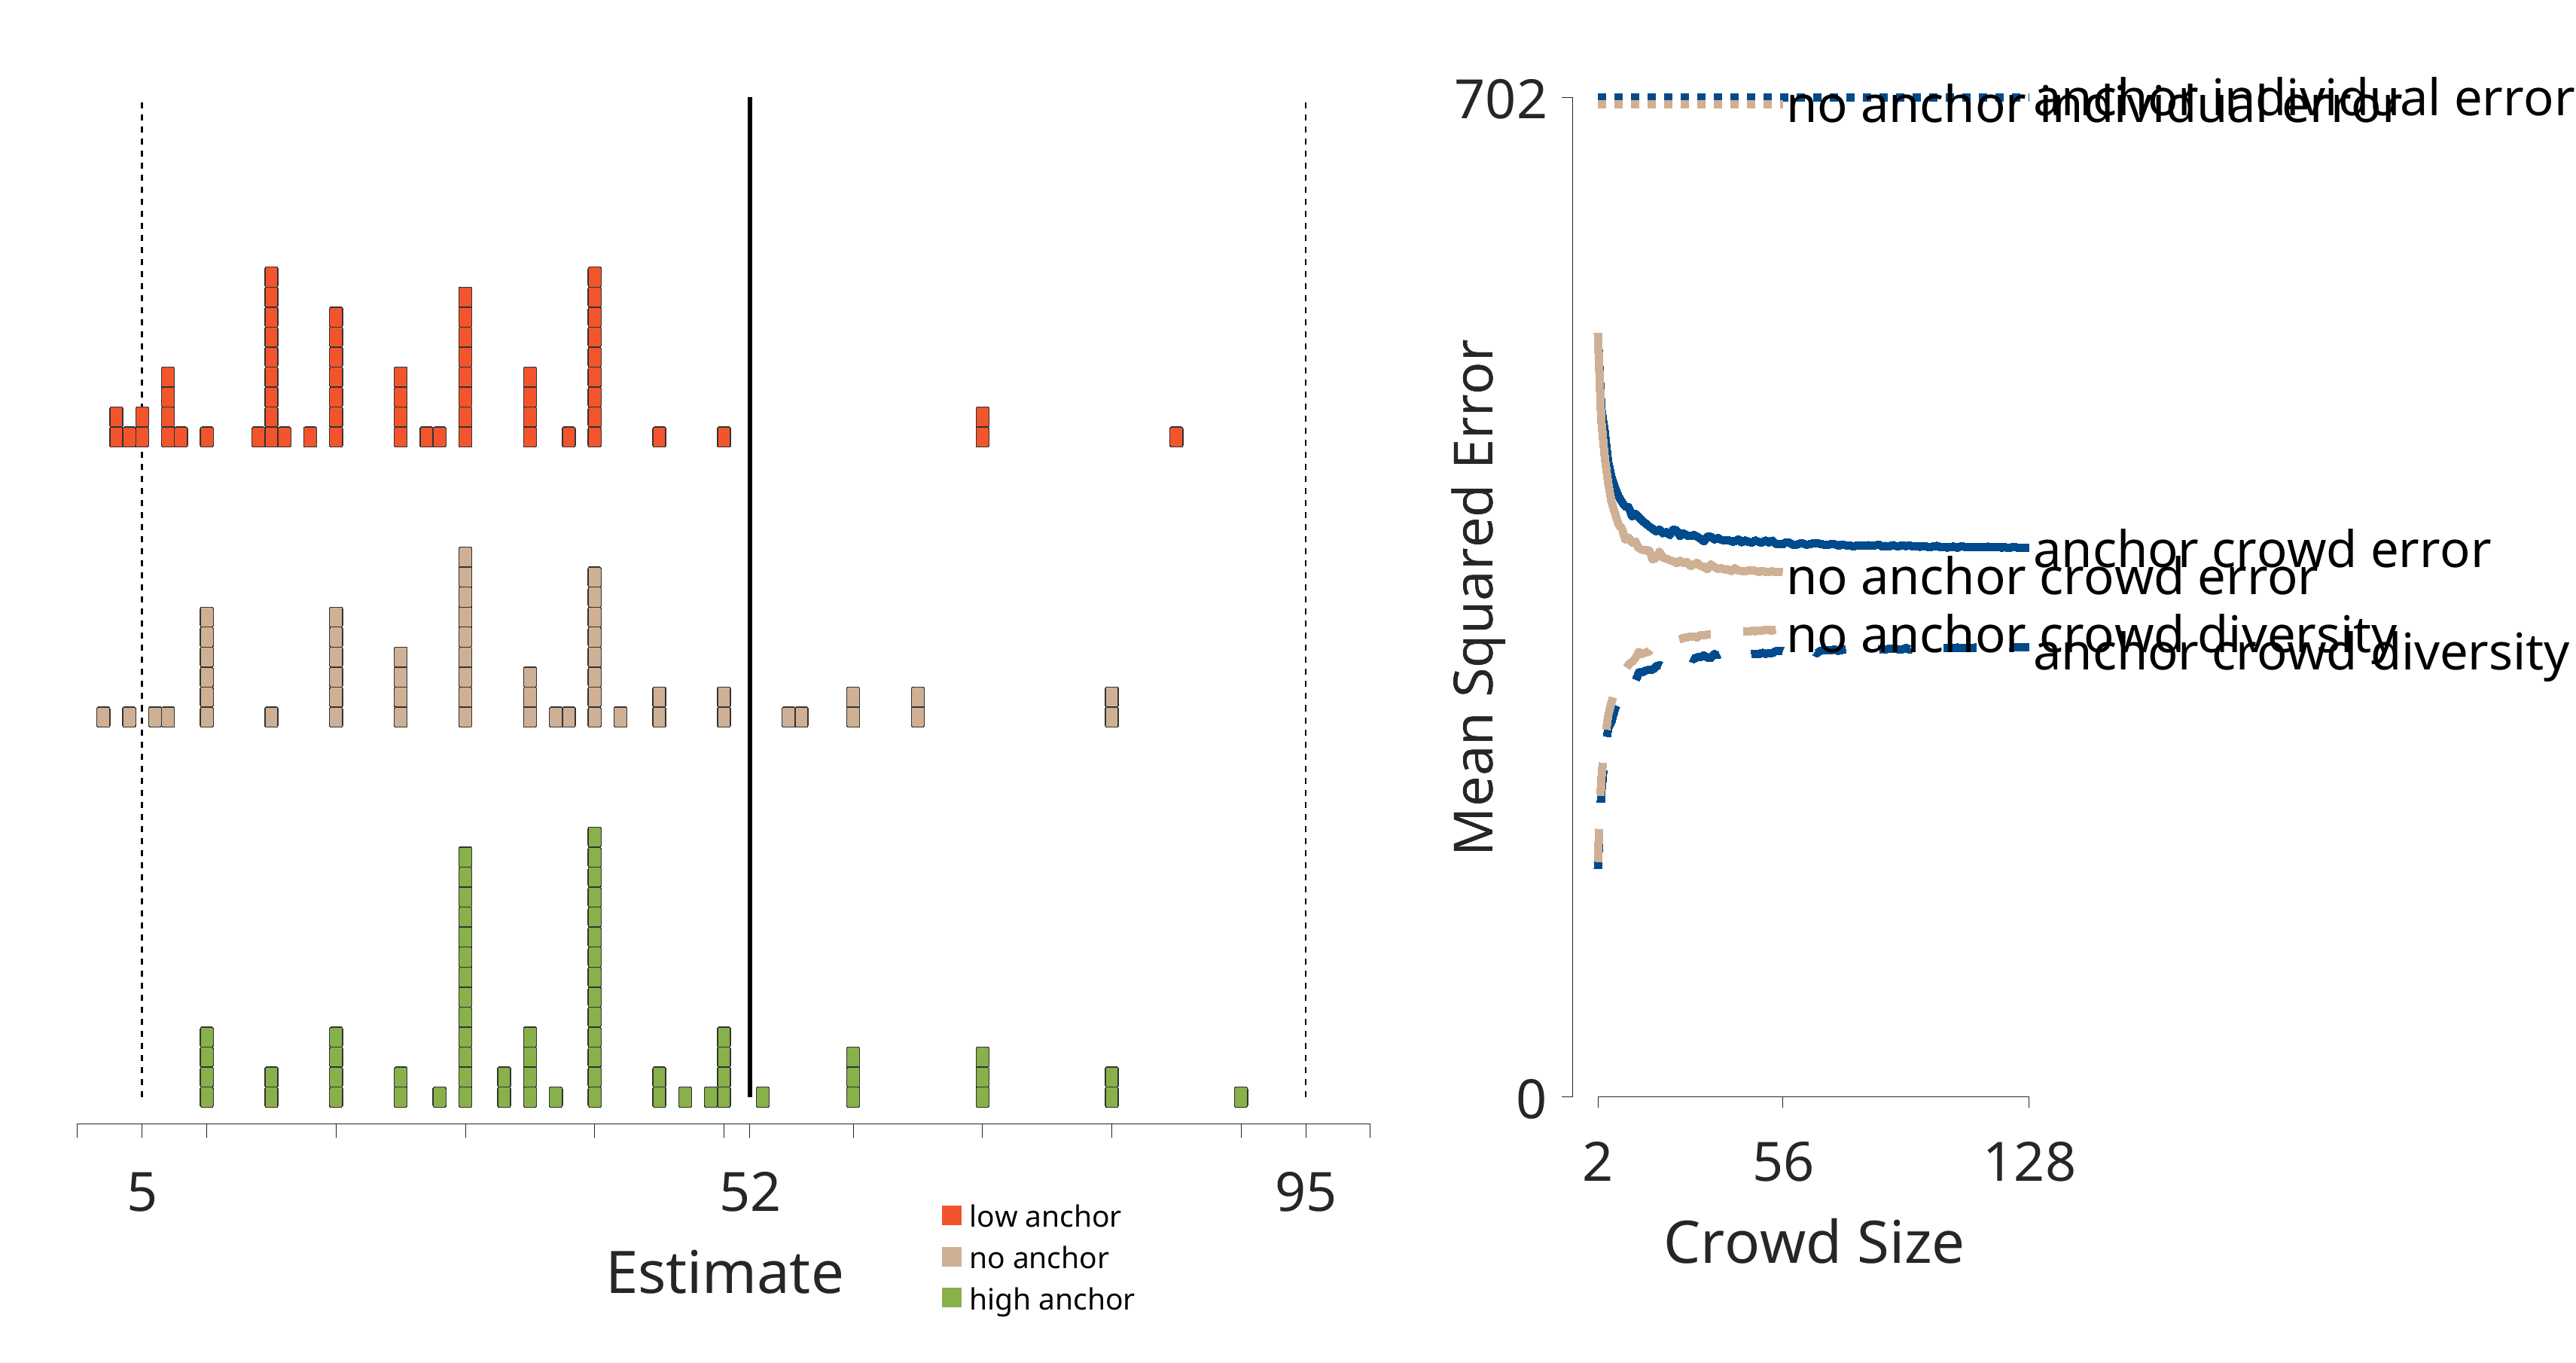 5
52
95
Estimate
low anchor
no anchor
high anchor
702
0
Mean Squared Error
2
56
128
Crowd Size
anchor individual error
no anchor individual error
anchor crowd error
no anchor crowd error
no anchor crowd diversity
anchor crowd diversity